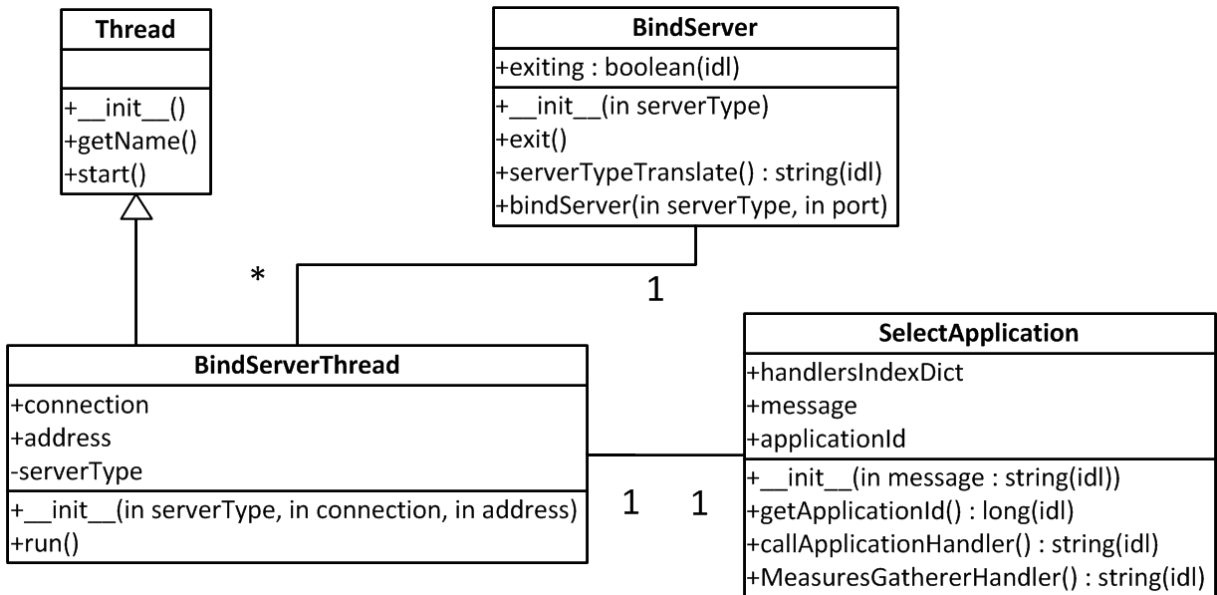 Thread
+__init__()
+getName()
+start()
BindServer
+exiting : boolean(idl)
+__init__(in serverType)
+exit()
+serverTypeTranslate() : string(idl)
+bindServer(in serverType, in port)
*
1
BindServerThread
+connection
+address
-serverType
+__init__(in serverType, in connection, in address)
+run()
1 1
SelectApplication
+handlersIndexDict
+message
+applicationId
+__init__(in message : string(idl))
+getApplicationId() : long(idl)
+callApplicationHandler() : string(idl)
+MeasuresGathererHandler() : string(idl)